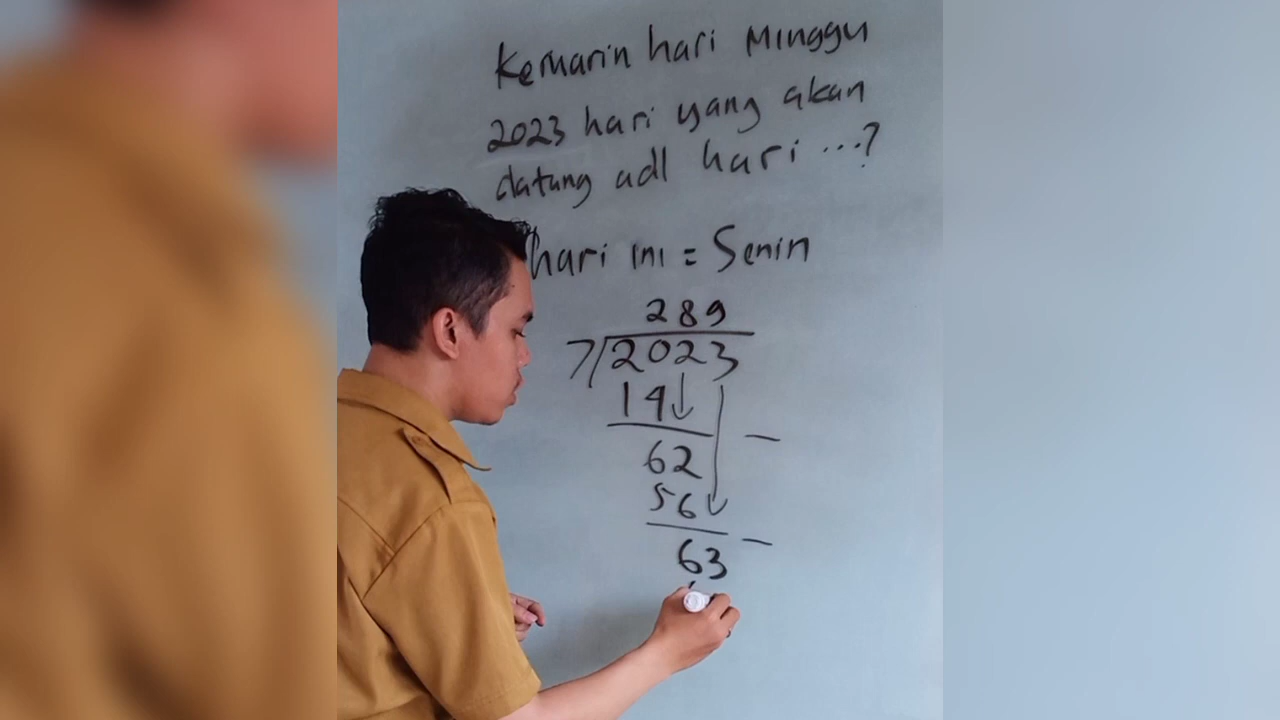 Kemarin hari Minggu
2023 hari yang akan
datang adl hari ...?
hari ini = Senin
289
7/2023
14
62 -
56
63 -